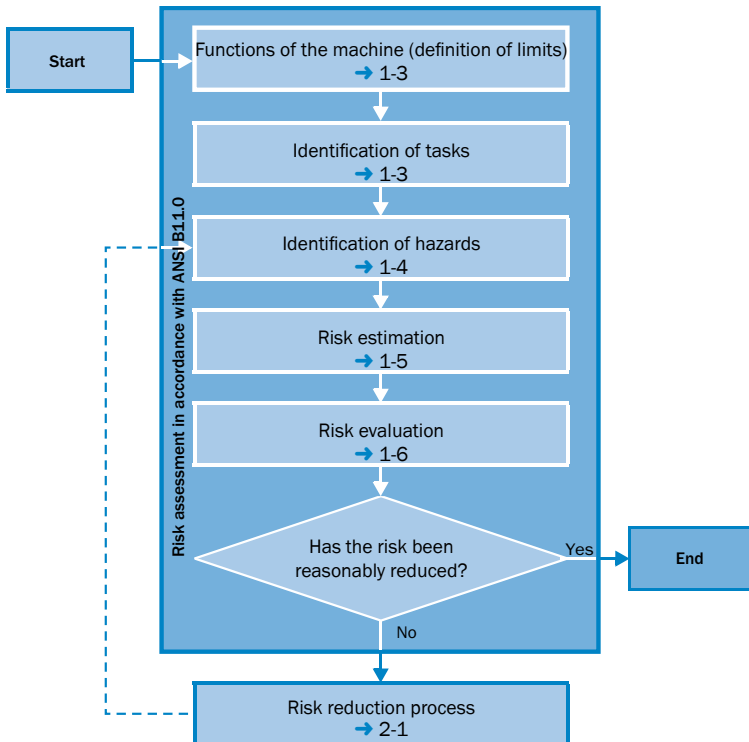 Start
Functions of the machine (definition of limits)
➜ 1-3
Identification of tasks
➜ 1-3
Risk assessment in accordance with ANSI B11.0
Identification of hazards
➜ 1-4
Risk estimation
➜ 1-5
Risk evaluation
➜ 1-6
Has the risk been
reasonably reduced?
Yes
End
No
Risk reduction process
➜ 2-1